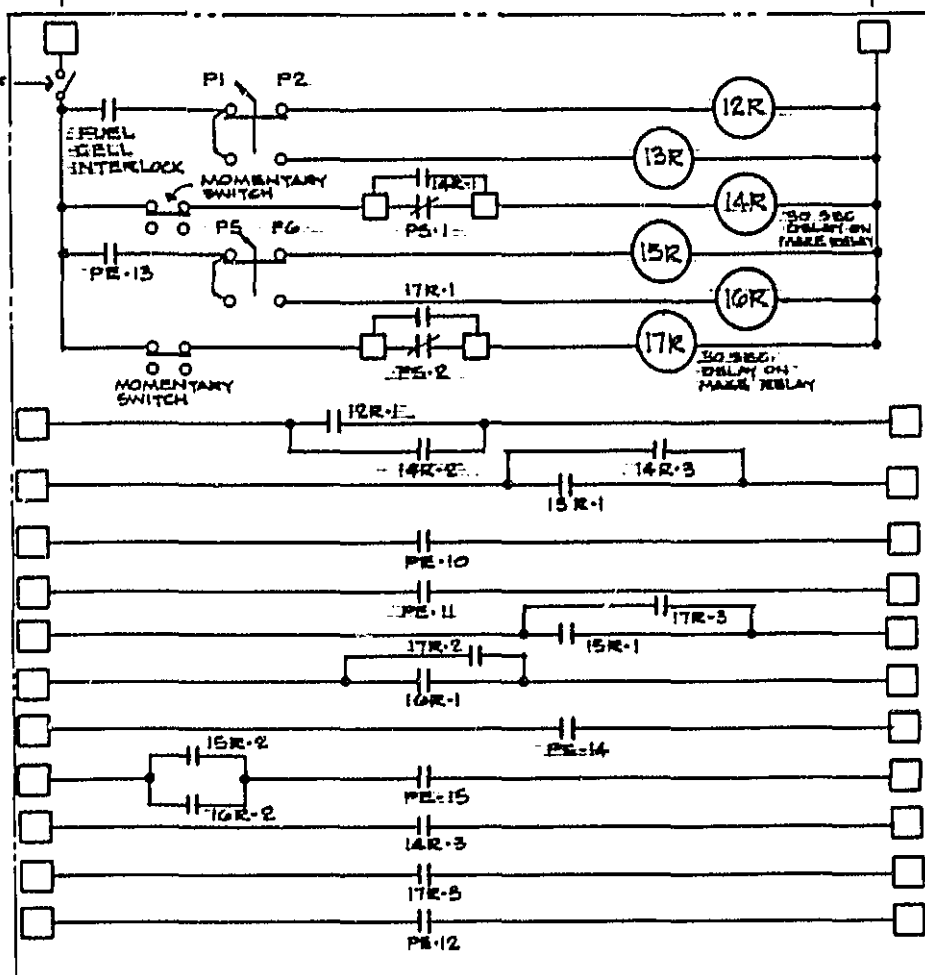 P1 P2
12R
FUEL
CELL
INTERLOCK
13R
MOMENTARY
SWITCH
14R-1
14R
PS-1
30 SEC
DELAY ON
MAKE RELAY
P5 P6
15R
PE-13
17R-1
16R
17R
PS-2
30 SEC.
DELAY ON
MAKE RELAY
MOMENTARY
SWITCH
12R-1
14R-2
14R-3
13R-1
PE-10
PE-11
17R-3
17R-2
15R-1
16R-1
15R-2
PE-14
16R-2
PE-15
14R-3
17R-3
PE-12